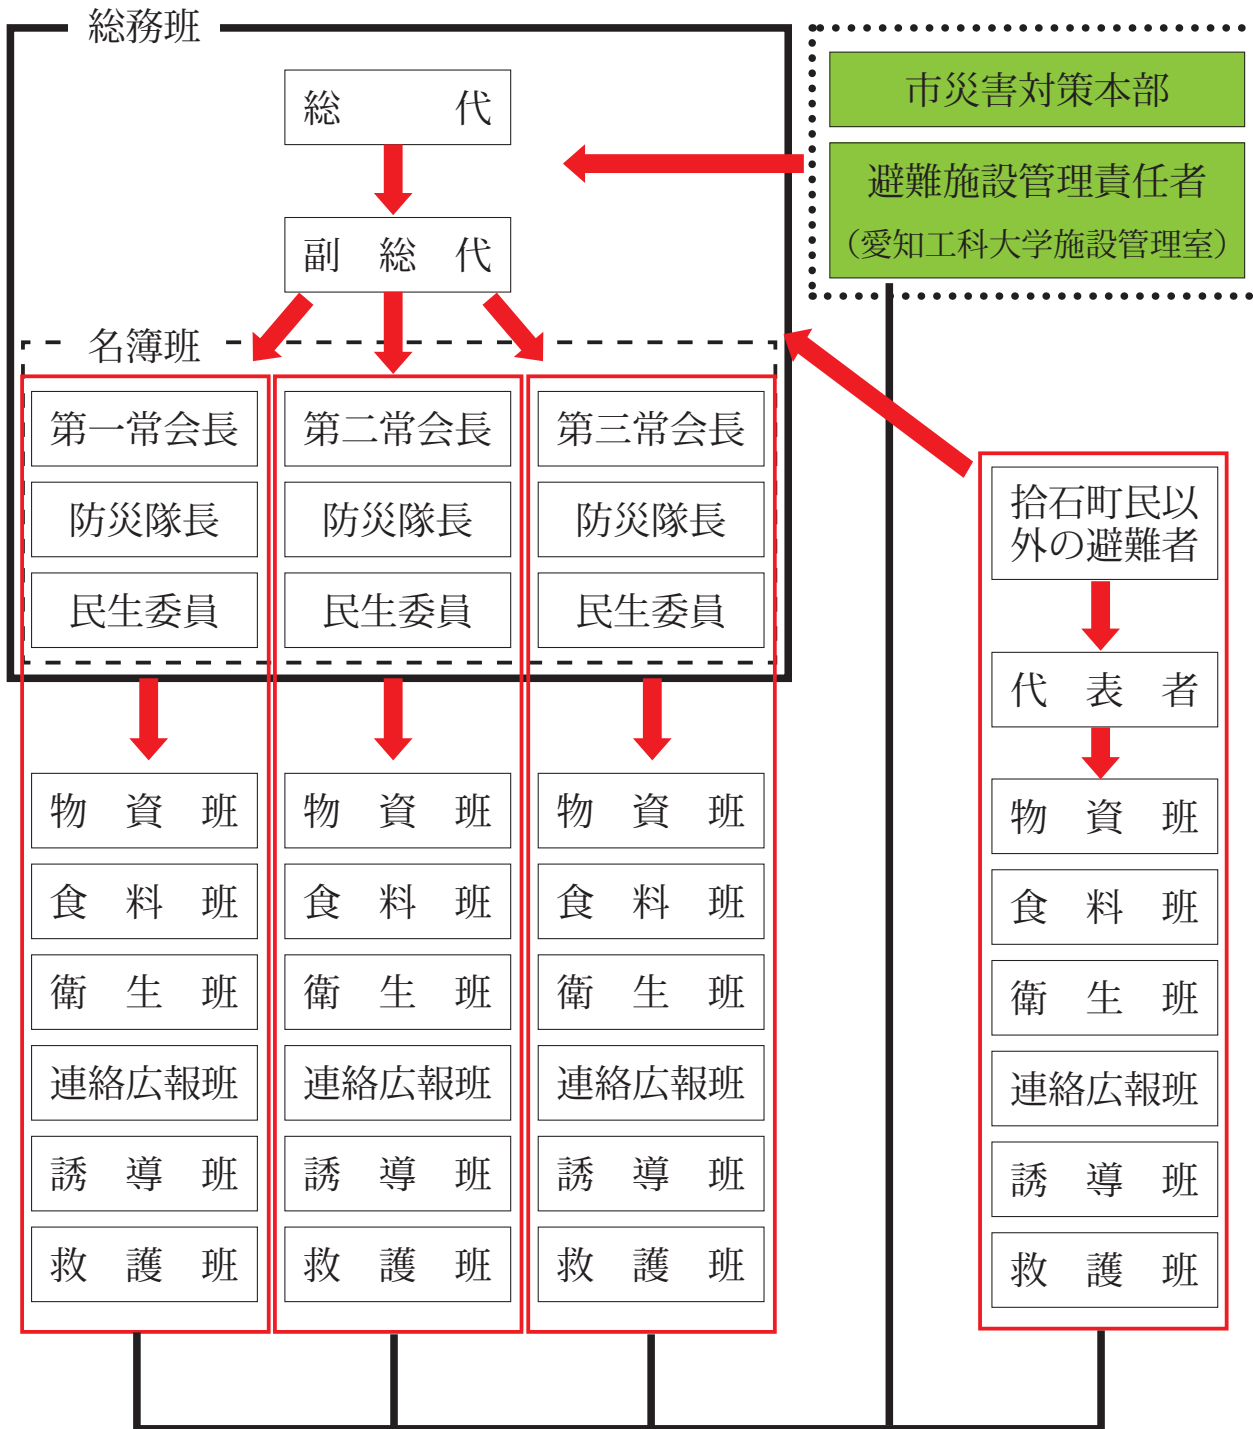 総務班
総代
副総代
名簿班
第一常会長
防災隊長
民生委員
物資班
食料班
衛生班
連絡広報班
誘導班
救護班
第二常会長
防災隊長
民生委員
物資班
食料班
衛生班
連絡広報班
誘導班
救護班
第三常会長
防災隊長
民生委員
物資班
食料班
衛生班
連絡広報班
誘導班
救護班
市災害対策本部
避難施設管理責任者
（愛知工科大学施設管理室）
拾石町民以
外の避難者
代表者
物資班
食料班
衛生班
連絡広報班
誘導班
救護班